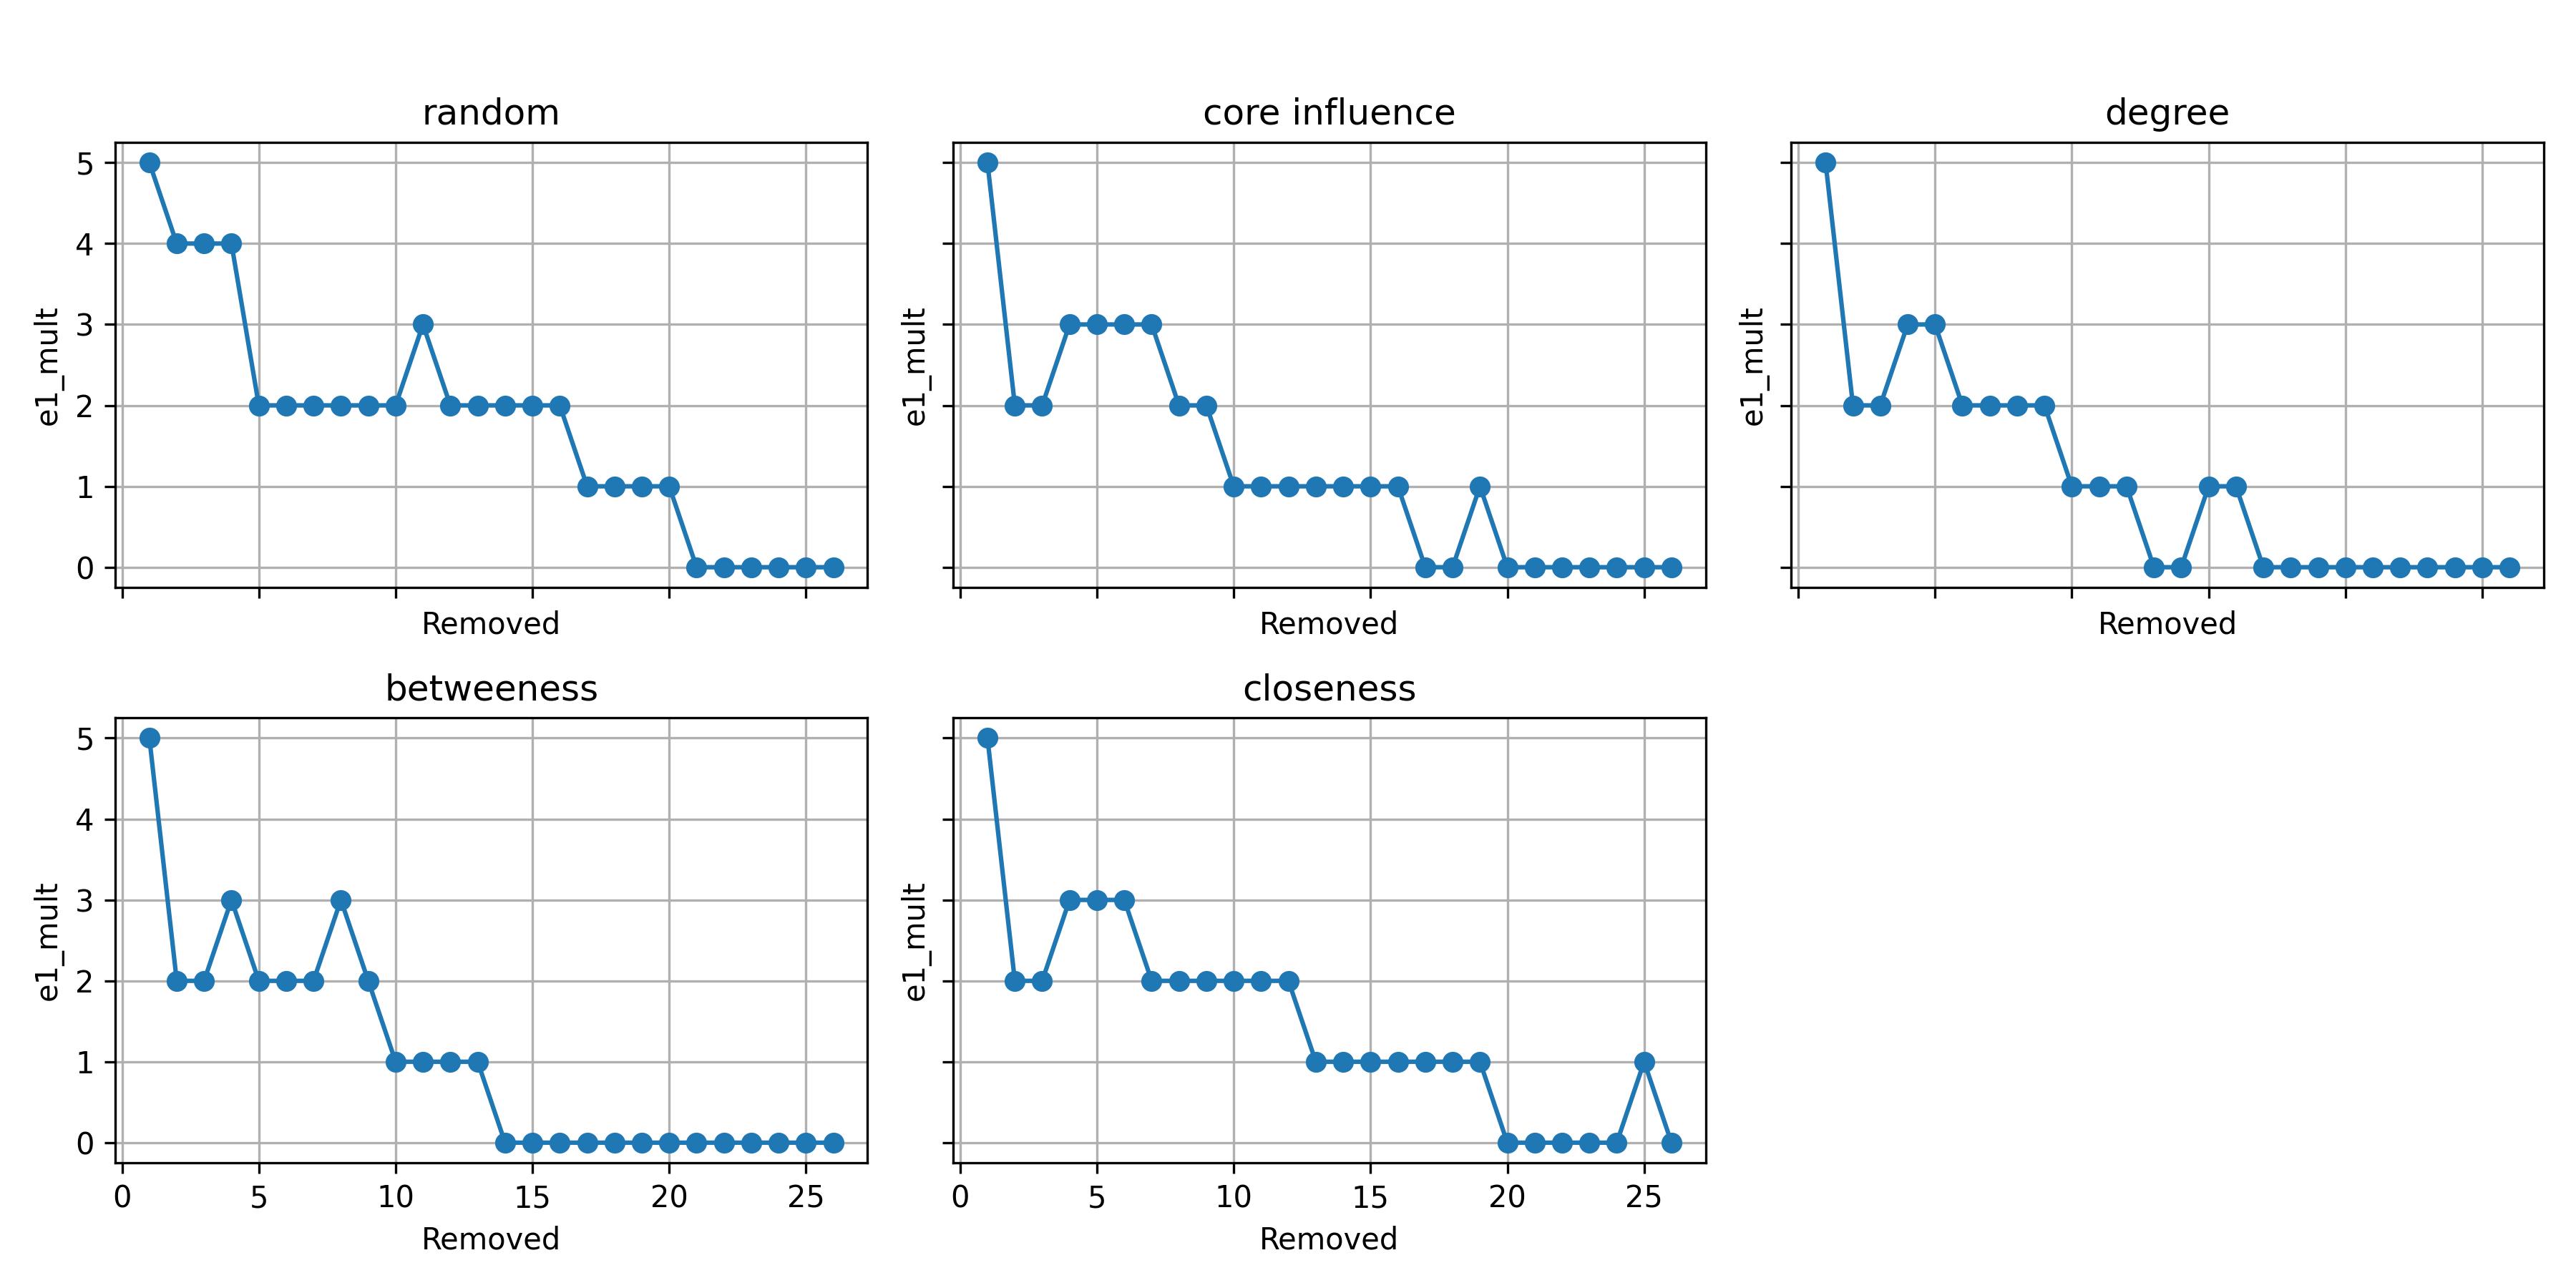 random
5
4
3
2
1
0
e1_mult
Removed
core influence
e1_mult
Removed
degree
e1_mult
Removed
betweeness
5
4
3
2
1
0
e1_mult
0 5 10 15 20 25
Removed
closeness
e1_mult
0 5 10 15 20 25
Removed